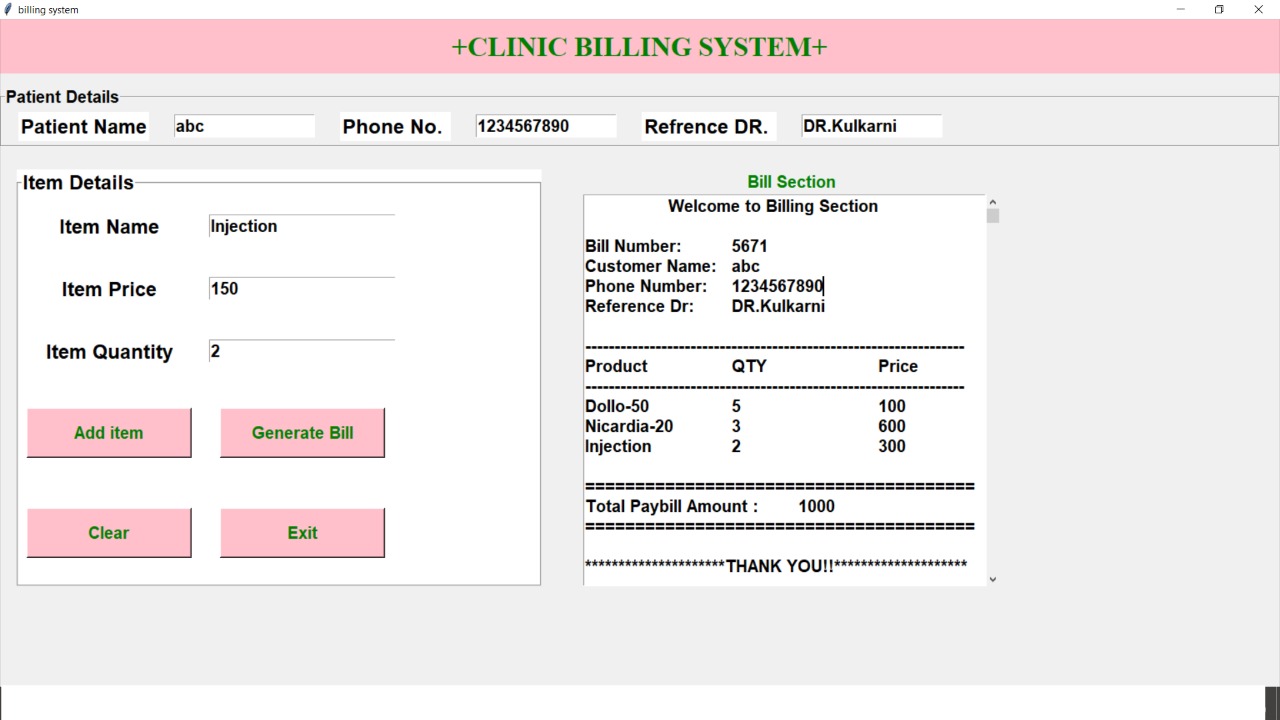 billing system
+CLINIC BILLING SYSTEM+
Patient Details
Patient Name abc Phone No. 1234567890 Refrence DR. DR.Kulkarni
Item Details
Item Name Injection
Item Price 150
Item Quantity 2
Add item Generate Bill
Clear Exit
Bill Section
Welcome to Billing Section
Bill Number: 5671
Customer Name: abc
Phone Number: 1234567890
Reference Dr: DR.Kulkarni
-----------------------------------------------------------------
Product QTY Price
-----------------------------------------------------------------
Dollo-50 5 100
Nicardia-20 3 600
Injection 2 300
=======================================
Total Paybill Amount : 1000
=======================================
*********************THANK YOU!!********************